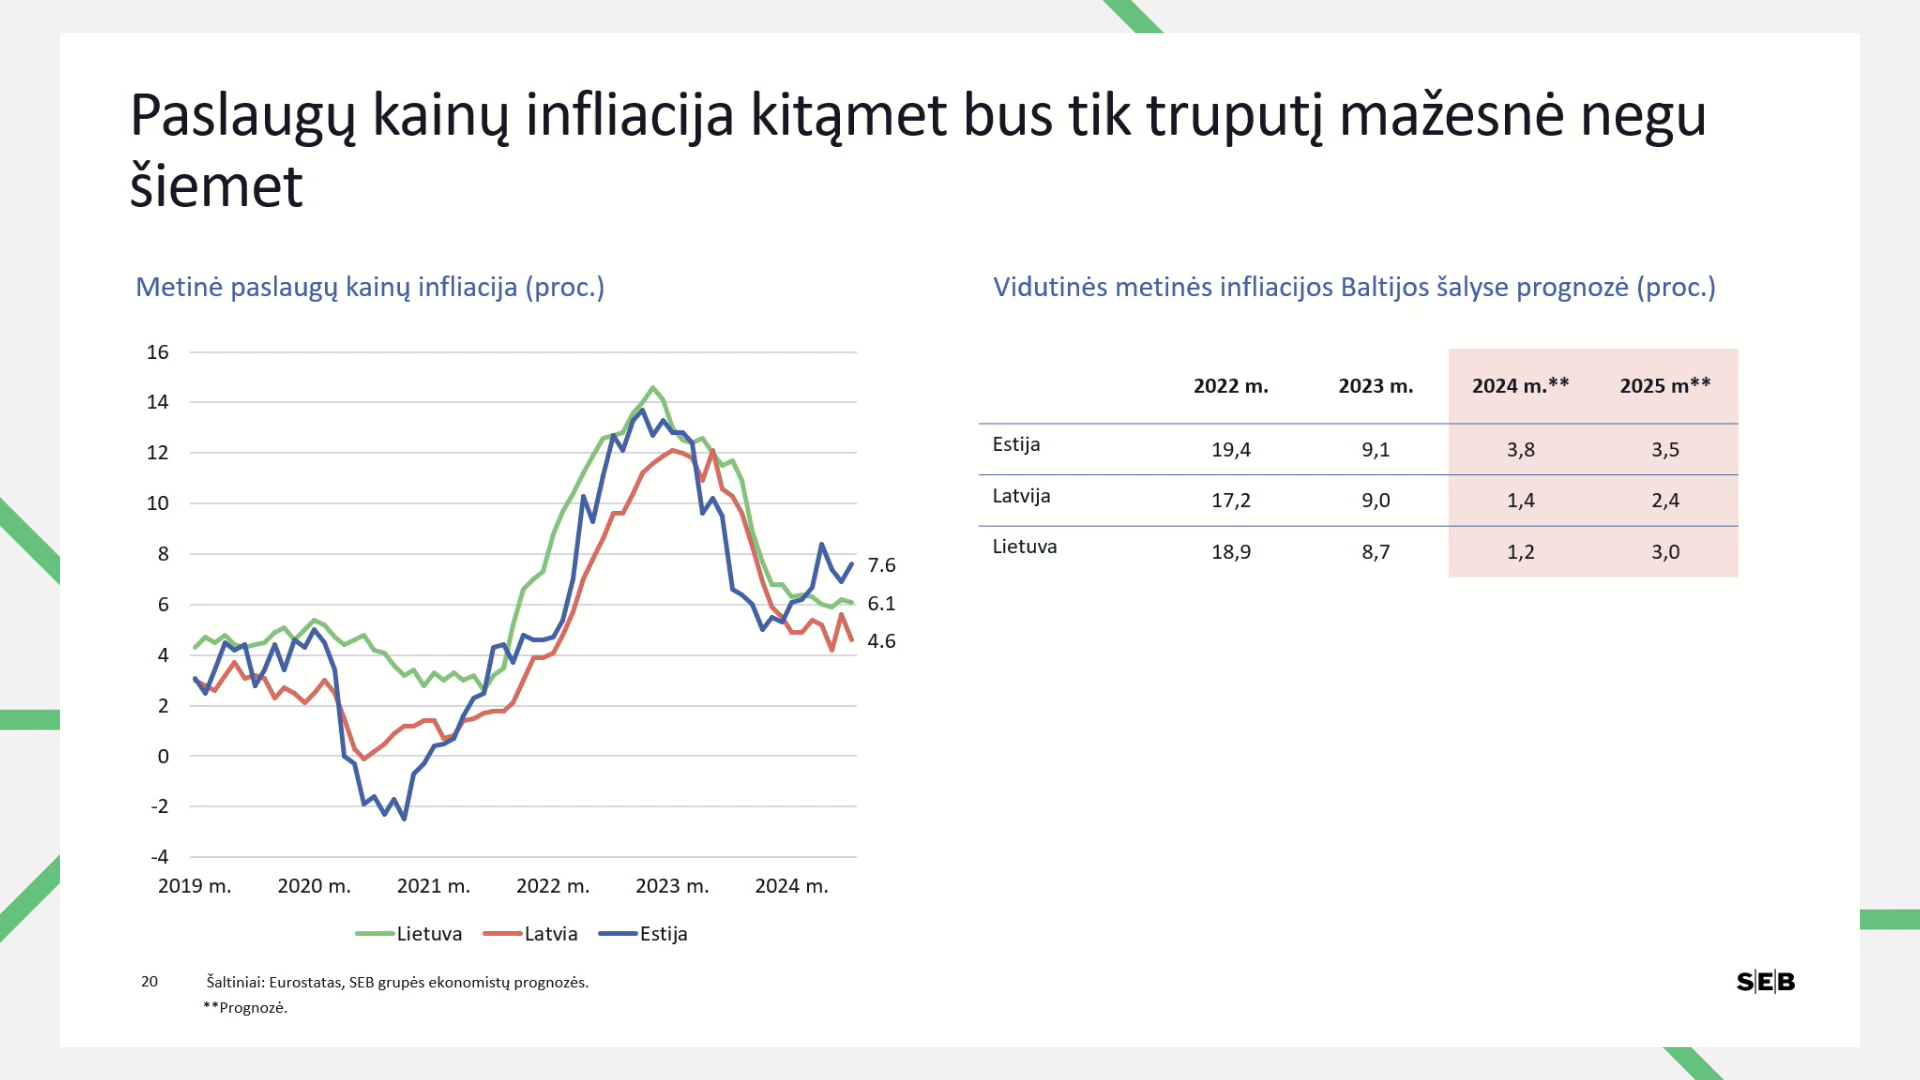 Paslaugų kainų infliacija kitąmet bus tik truputį mažesnė negu
šiemet
Metinė paslaugų kainų infliacija (proc.)
16
14
12
10
8
6
4
2
0
-2
-4
7.6
6.1
4.6
2019 m. 2020 m. 2021 m. 2022 m. 2023 m. 2024 m.
Lietuva Latvia Estija
Vidutinės metinės infliacijos Baltijos šalyse prognozė (proc.)
2022 m. 2023 m. 2024 m.** 2025 m**
Estija 19,4 9,1 3,8 3,5
Latvija 17,2 9,0 1,4 2,4
Lietuva 18,9 8,7 1,2 3,0
20 Šaltiniai: Eurostatas, SEB grupės ekonomistų prognozės.
**Prognozė.
SEB